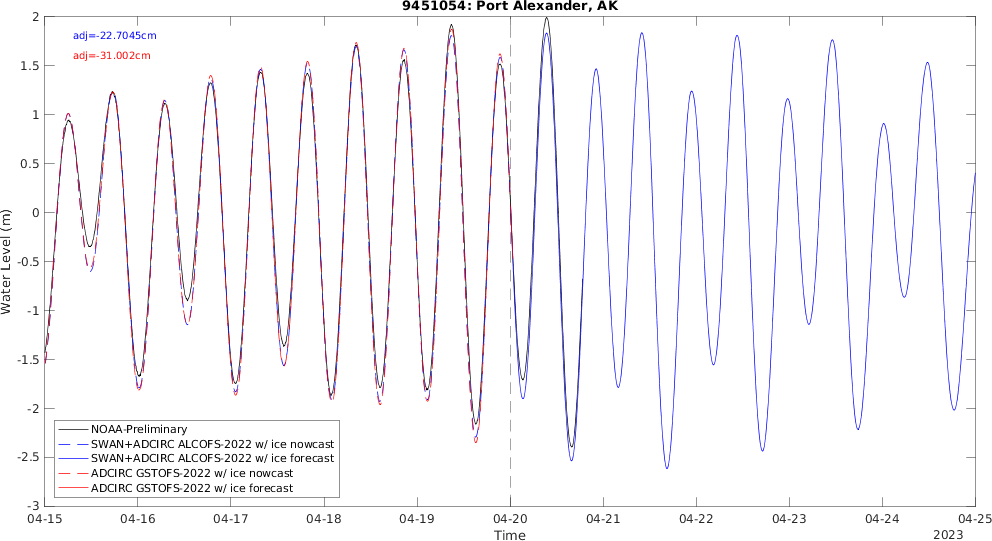 9451054: Port Alexander, AK
adj=-22.7045cm
adj=-31.002cm
Water Level (m)
2
1.5
1
0.5
0
-0.5
-1
-1.5
-2
-2.5
-3
NOAA-Preliminary
SWAN+ADCIRC ALCOFS-2022 w/ ice nowcast
SWAN+ADCIRC ALCOFS-2022 w/ ice forecast
ADCIRC GSTOFS-2022 w/ ice nowcast
ADCIRC GSTOFS-2022 w/ ice forecast
04-15 04-16 04-17 04-18 04-19 04-20 04-21 04-22 04-23 04-24 04-25
Time
2023